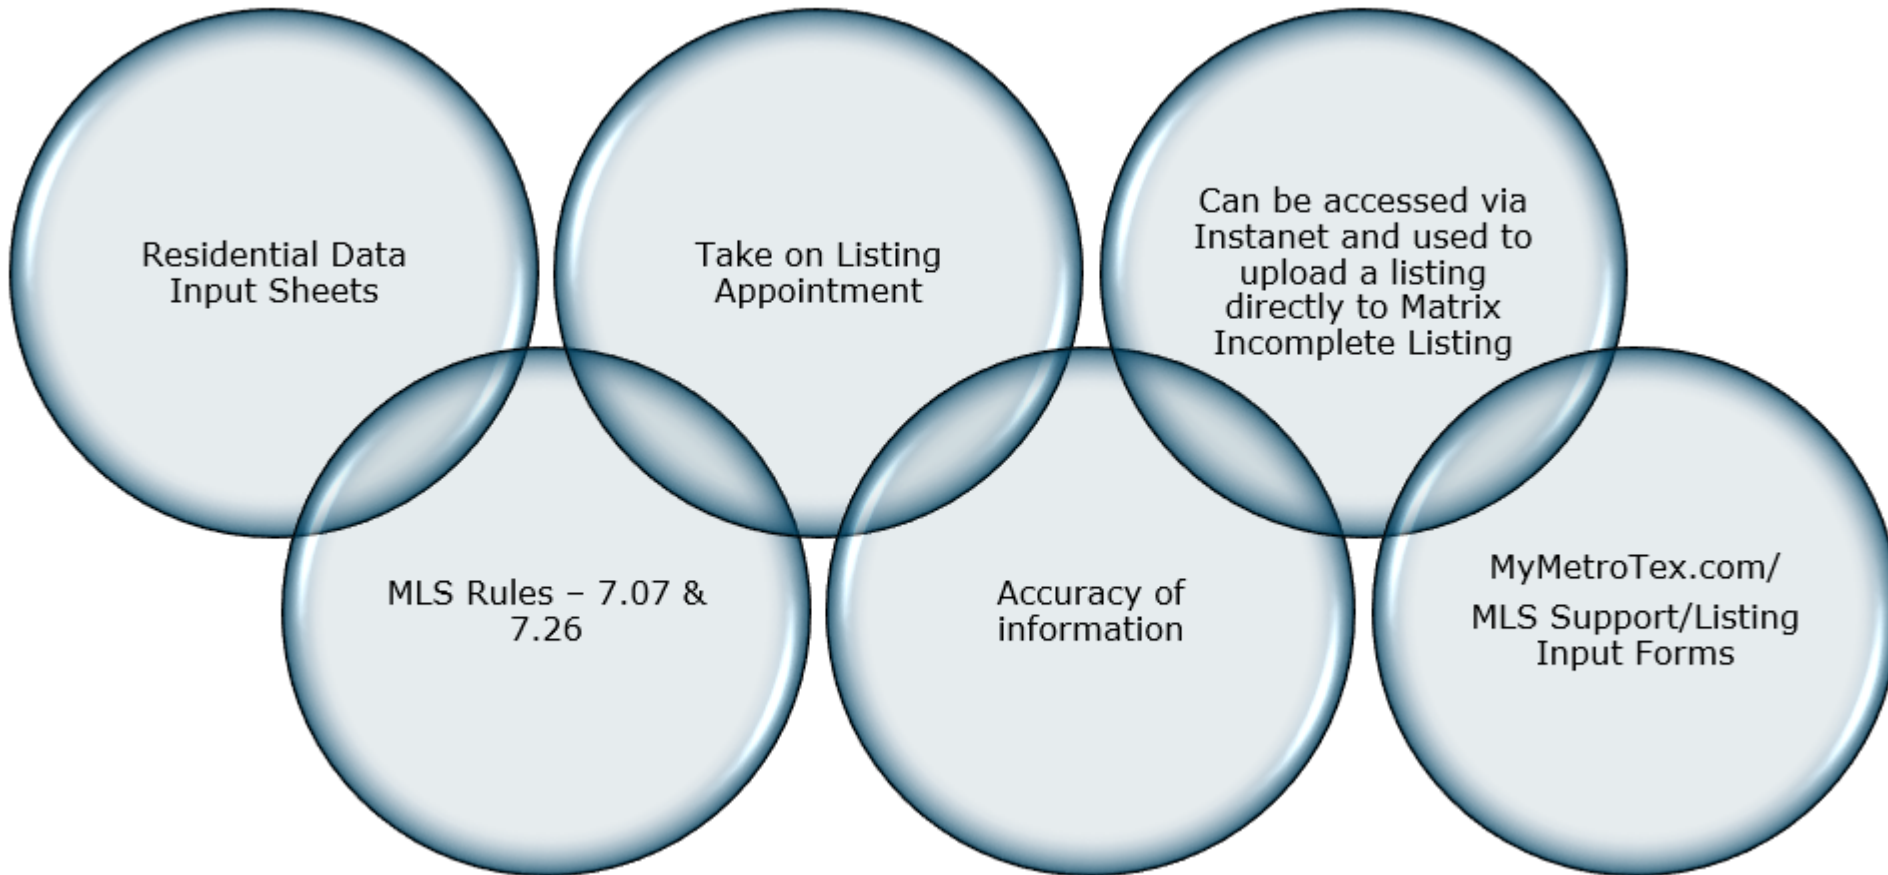 Residential Data
Input Sheets
MLS Rules – 7.07 &
7.26
Take on Listing
Appointment
Accuracy of
information
Can be accessed via
Instanet and used to
upload a listing
directly to Matrix
Incomplete Listing
MyMetroTex.com/
MLS Support/Listing
Input Forms